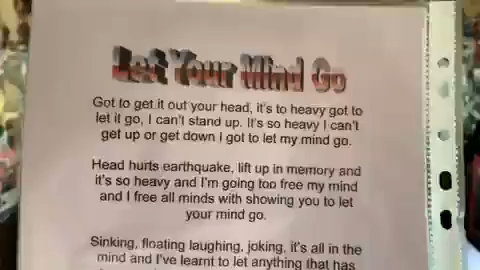 Let Your Mind Go
Got to get it out your head, it's to heavy got to
let it go, I can't stand up. It's so heavy I can't
get up or get down I got to let my mind go.
Head hurts earthquake, lift up in memory and
it's so heavy and I'm going too free my mind
and I free all minds with showing you to let
your mind go.
Sinking, floating laughing, joking, it's all in the
mind and I've learnt to let anything that has